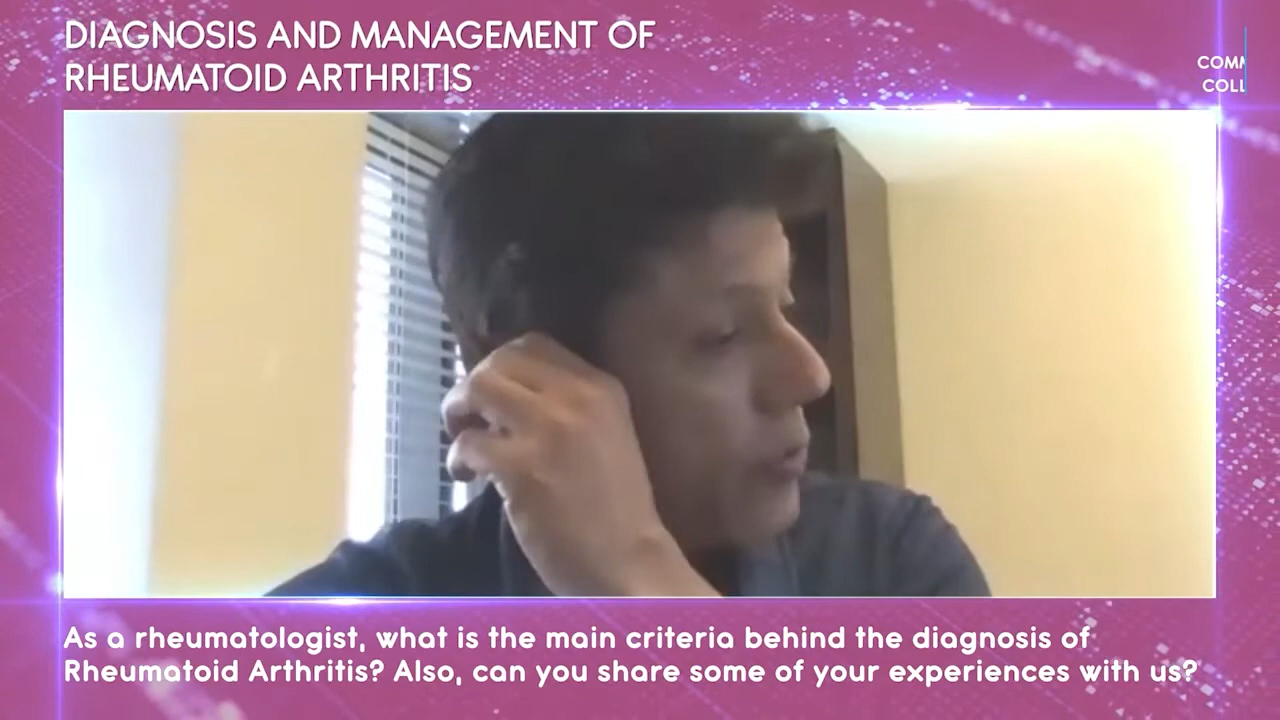 DIAGNOSIS AND MANAGEMENT OF
RHEUMATOID ARTHRITIS
As a rheumatologist, what is the main criteria behind the diagnosis of
Rheumatoid Arthritis? Also, can you share some of your experiences with us?